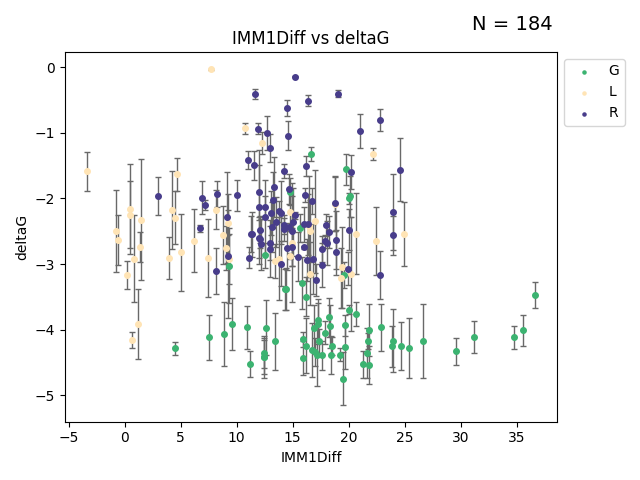 N = 184
IMM1Diff vs deltaG
G
L
R
0
−1
−2
−3
−4
−5
deltaG
−5 0 5 10 15 20 25 30 35
IMM1Diff